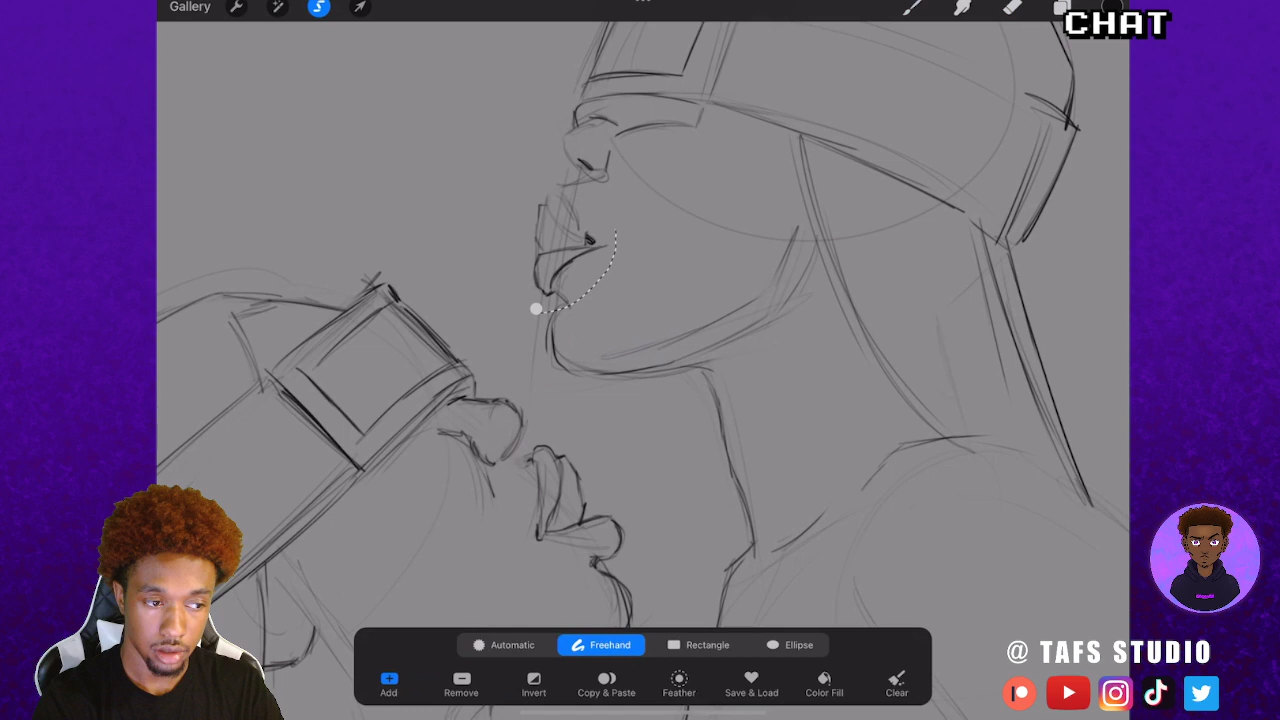 Gallery
CHAT
Automatic
Freehand
Rectangle
Ellipse
Add
Remove
Invert
Copy & Paste
Feather
Save & Load
Color Fill
Clear
@ TAFS STUDIO